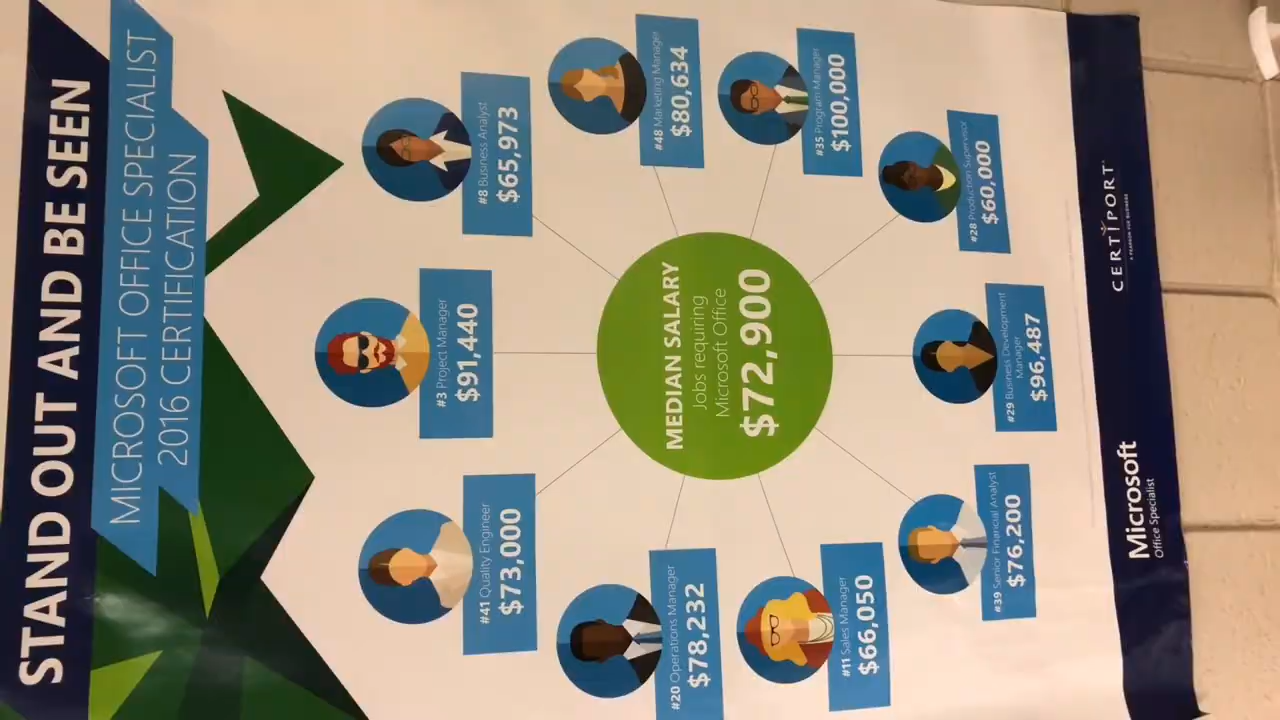 STAND OUT AND BE SEEN
MICROSOFT OFFICE SPECIALIST
2016 CERTIFICATION
#3 Project Manager
$91,440
#41 Quality Engineer
$73,000
#8 Business Analyst
$65,973
#20 Operations Manager
$78,232
#48 Marketing Manager
$80,634
MEDIAN SALARY
Jobs requiring
Microsoft Office
$72,900
#11 Sales Manager
$66,050
#35 Program Manager
$100,000
#39 Senior Financial Analyst
$76,200
#29 Business Development
Manager
$96,487
#28 Production Supervisor
$60,000
Microsoft
Office Specialist
CERTIPORT
A PEARSON VUE BUSINESS